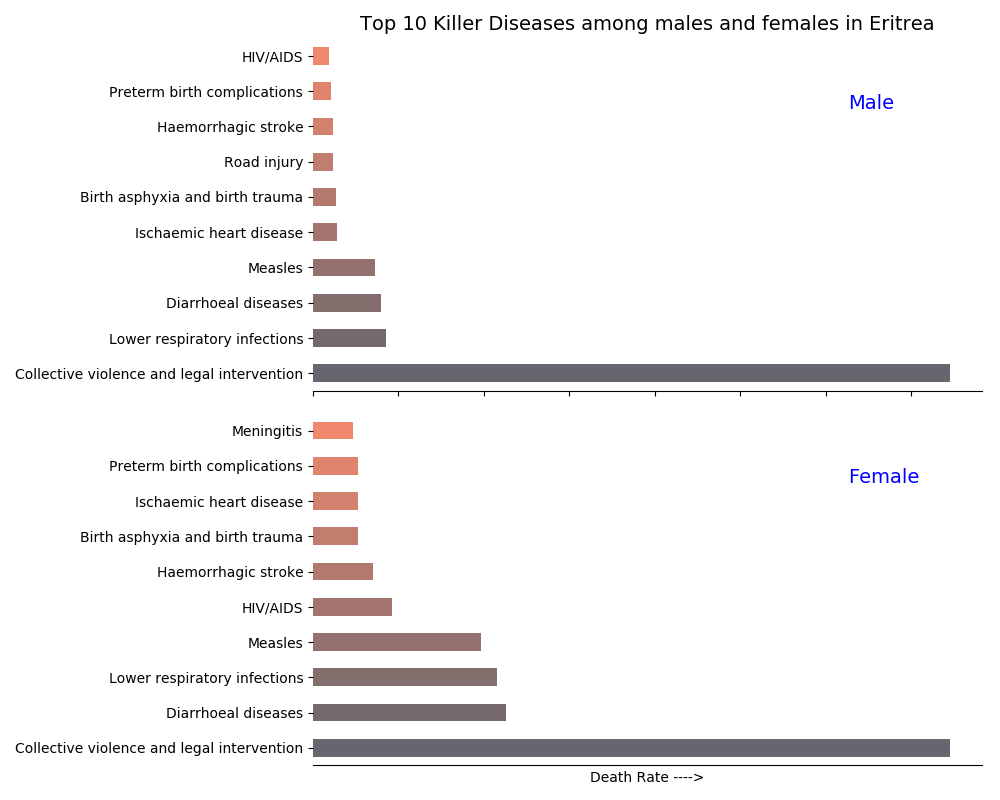 Top 10 Killer Diseases among males and females in Eritrea
HIV/AIDS
Preterm birth complications
Male
Haemorrhagic stroke
Road injury
Birth asphyxia and birth trauma
Ischaemic heart disease
Measles
Diarrhoeal diseases
Lower respiratory infections
Collective violence and legal intervention
Meningitis
Preterm birth complications
Female
Ischaemic heart disease
Birth asphyxia and birth trauma
Haemorrhagic stroke
HIV/AIDS
Measles
Lower respiratory infections
Diarrhoeal diseases
Collective violence and legal intervention
Death Rate ---->